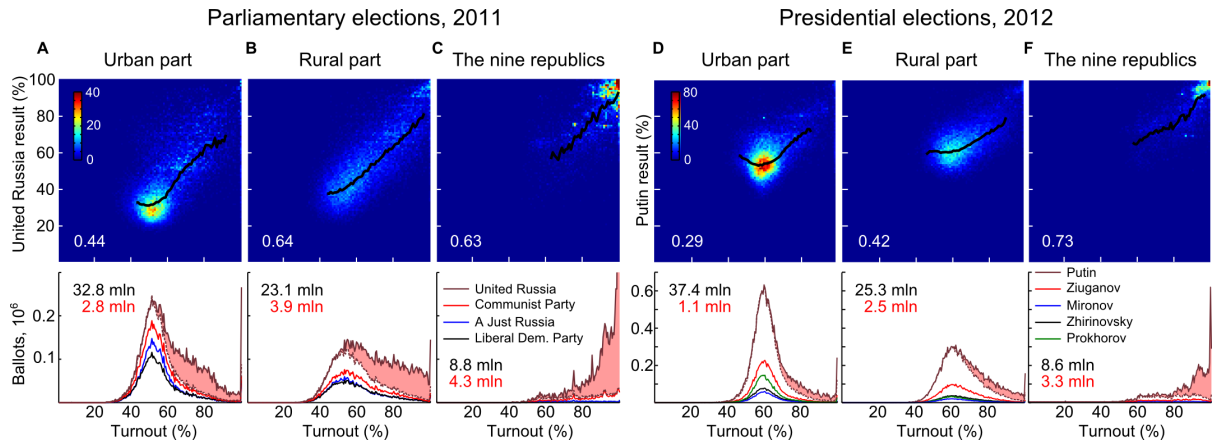 Parliamentary elections, 2011
Presidential elections, 2012
A
Urban part
B
Rural part
C
The nine republics
D
Urban part
E
Rural part
F
The nine republics
United Russia result (%)
100
80
60
40
20
40
20
0
0.44
0.64
0.63
Putin result (%)
80
40
0
0.29
0.42
0.73
Ballots, 10⁶
0.2
0.1
32.8 mln
2.8 mln
23.1 mln
3.9 mln
United Russia
Communist Party
A Just Russia
Liberal Dem. Party
8.8 mln
4.3 mln
0.6
0.4
0.2
37.4 mln
1.1 mln
25.3 mln
2.5 mln
Putin
Ziuganov
Mironov
Zhirinovsky
Prokhorov
8.6 mln
3.3 mln
20 40 60 80
20 40 60 80
20 40 60 80
20 40 60 80
20 40 60 80
20 40 60 80
Turnout (%)
Turnout (%)
Turnout (%)
Turnout (%)
Turnout (%)
Turnout (%)